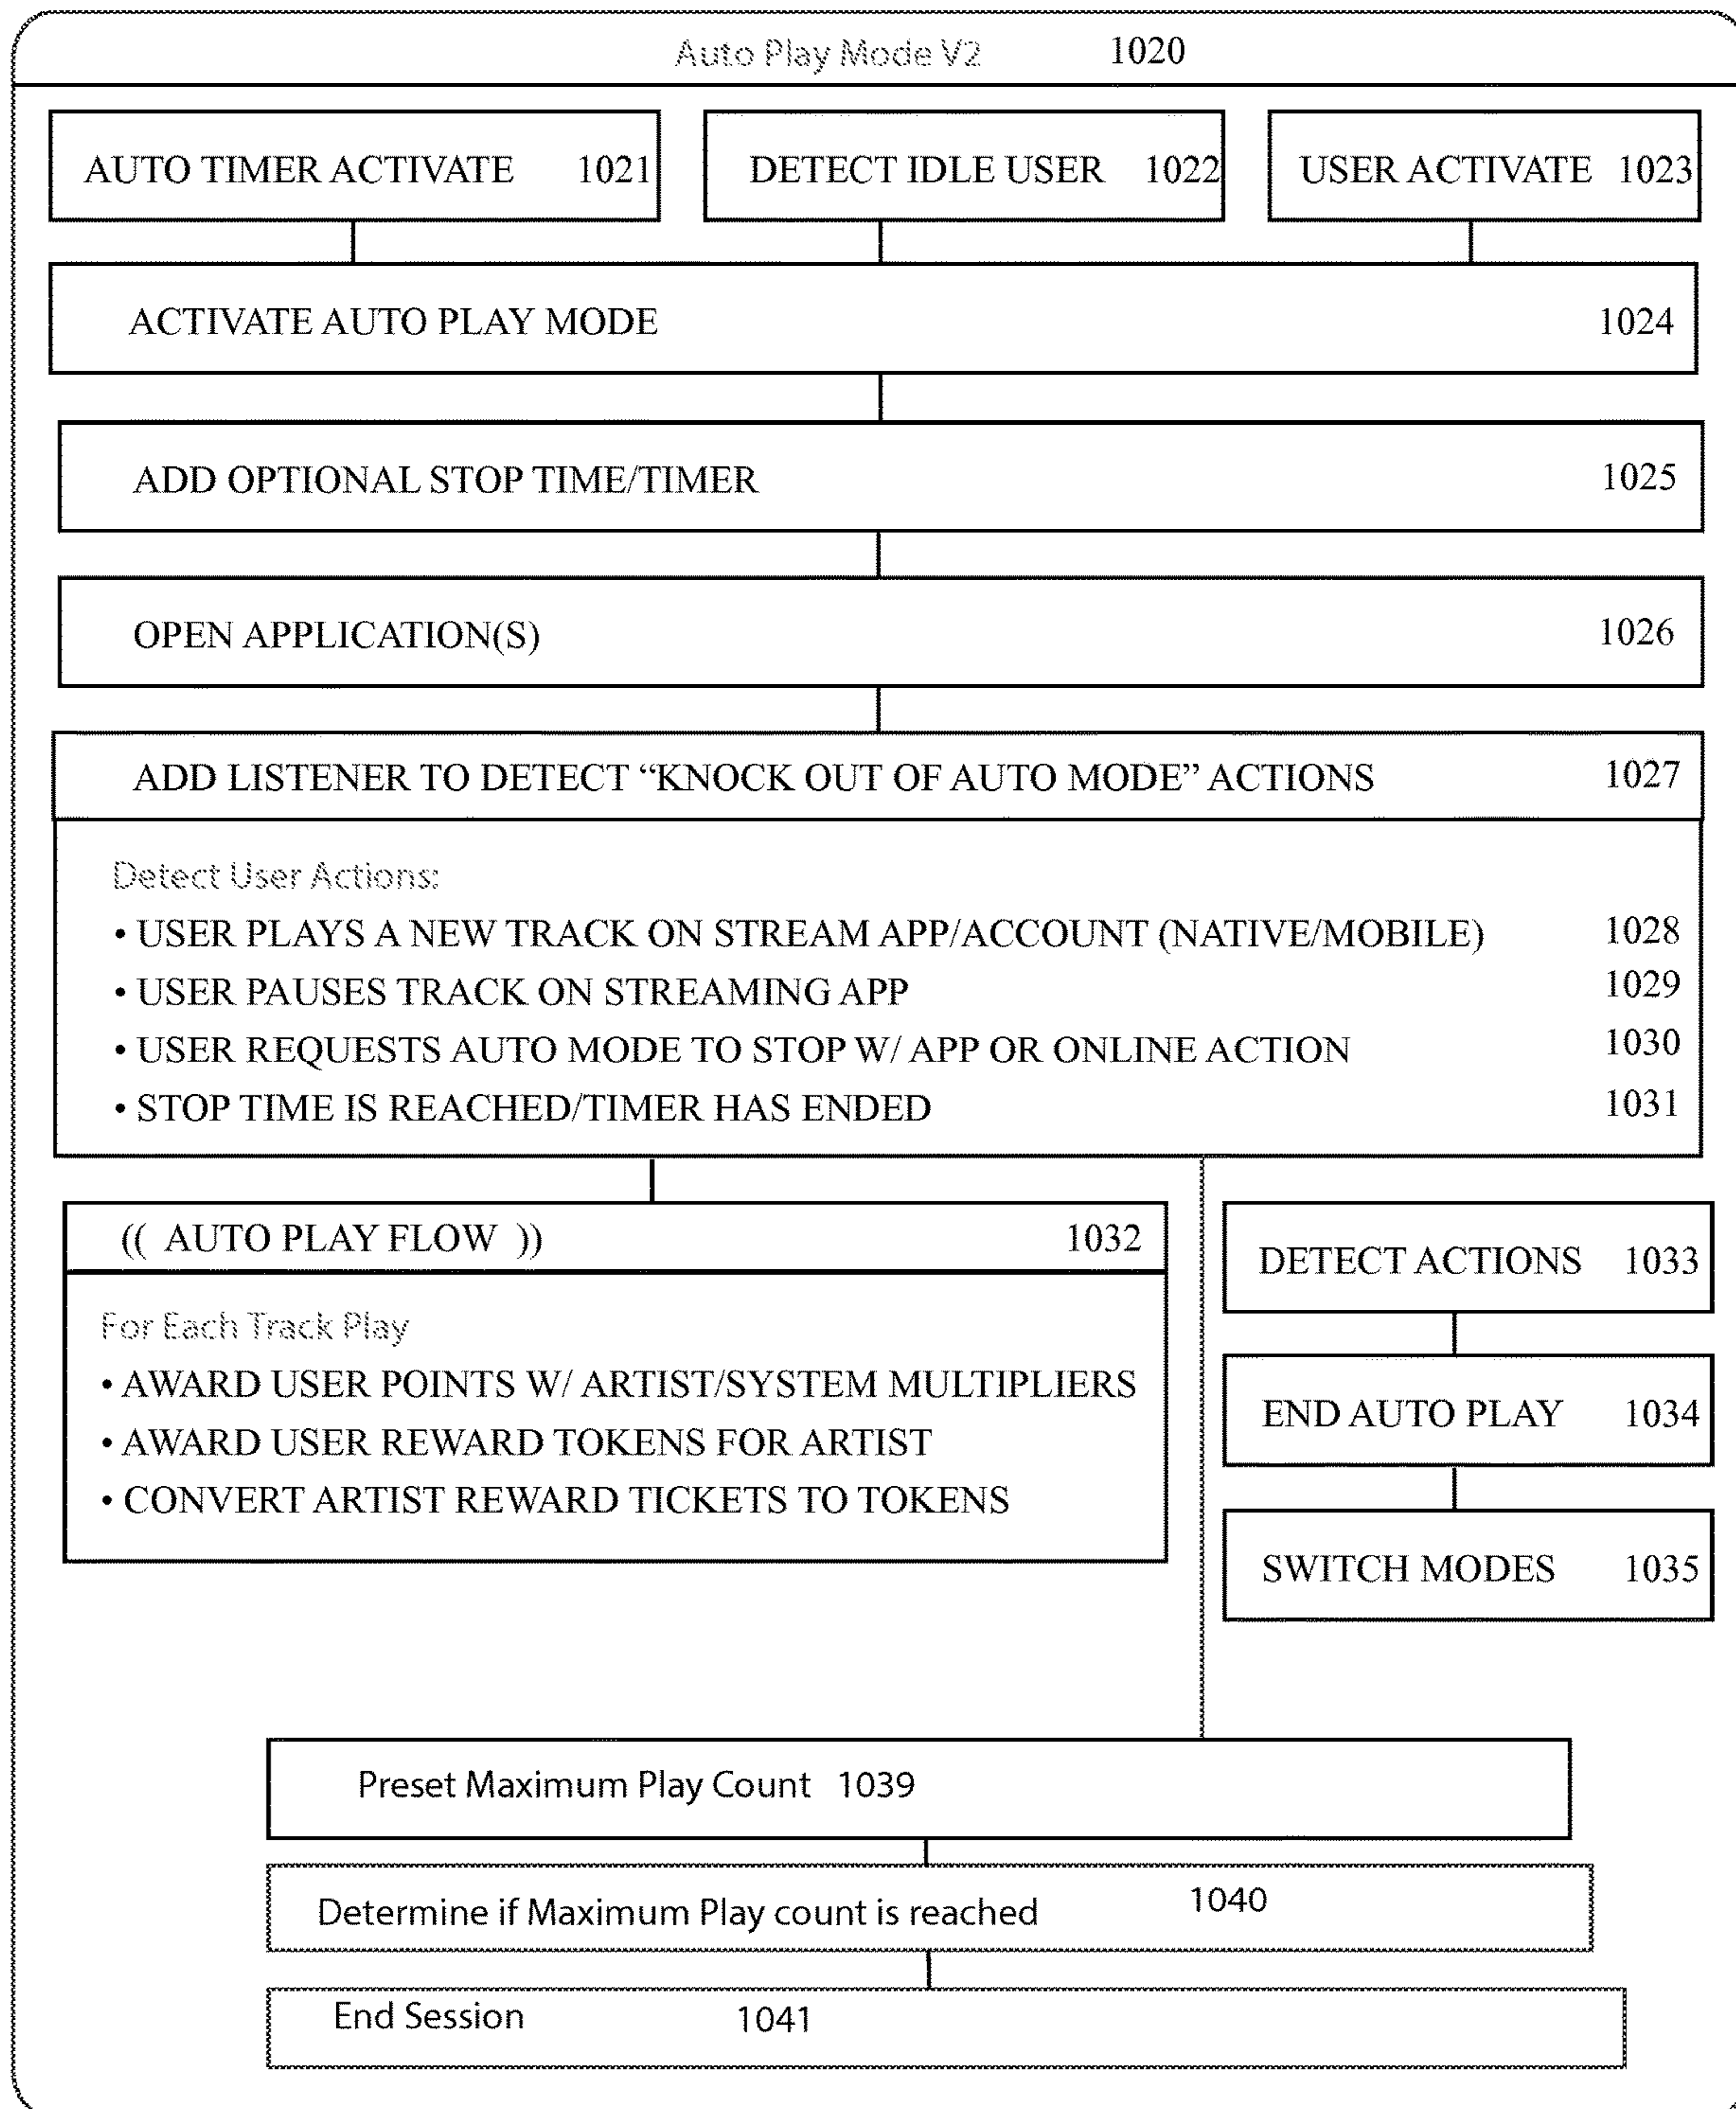 Auto Play Mode V2 1020
AUTO TIMER ACTIVATE 1021
DETECT IDLE USER 1022
USER ACTIVATE 1023
ACTIVATE AUTO PLAY MODE 1024
ADD OPTIONAL STOP TIME/TIMER 1025
OPEN APPLICATION(S) 1026
ADD LISTENER TO DETECT “KNOCK OUT OF AUTO MODE” ACTIONS 1027
Detect User Actions:
• USER PLAYS A NEW TRACK ON STREAM APP/ACCOUNT (NATIVE/MOBILE) 1028
• USER PAUSES TRACK ON STREAMING APP 1029
• USER REQUESTS AUTO MODE TO STOP W/ APP OR ONLINE ACTION 1030
• STOP TIME IS REACHED/TIMER HAS ENDED 1031
(( AUTO PLAY FLOW )) 1032
For Each Track Play
• AWARD USER POINTS W/ ARTIST/SYSTEM MULTIPLIERS
• AWARD USER REWARD TOKENS FOR ARTIST
• CONVERT ARTIST REWARD TICKETS TO TOKENS
DETECT ACTIONS 1033
END AUTO PLAY 1034
SWITCH MODES 1035
Preset Maximum Play Count 1039
Determine if Maximum Play count is reached 1040
End Session 1041